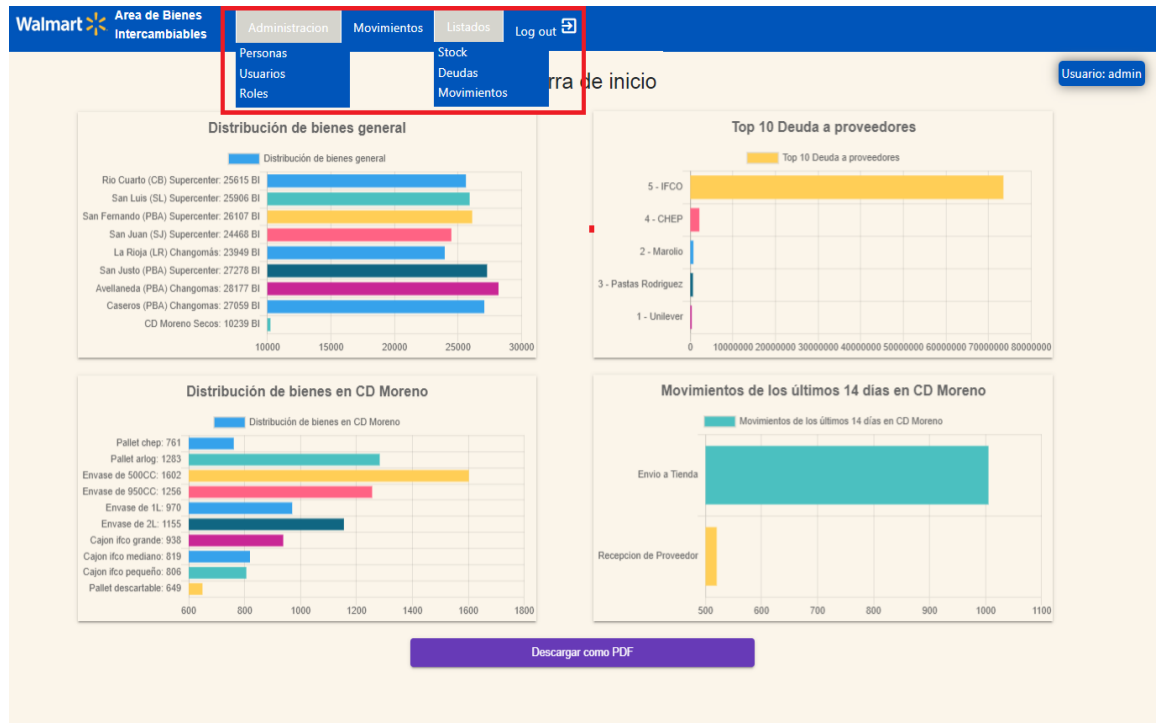 Walmart
Area de Bienes
Intercambiables
Administracion
Movimientos
Listados
Log out
Personas
Usuarios
Roles
Stock
Deudas
Movimientos
rra de inicio
Usuario: admin
Distribución de bienes general
Distribución de bienes general
Río Cuarto (CB) Supercenter: 25615 BI
San Luis (SL) Supercenter: 25906 BI
San Fernando (PBA) Supercenter: 26107 BI
San Juan (SJ) Supercenter: 24468 BI
La Rioja (LR) Changomás: 23949 BI
San Justo (PBA) Supercenter: 27278 BI
Avellaneda (PBA) Changomas: 28177 BI
Caseros (PBA) Changomas: 27059 BI
CD Moreno Secos: 10239 BI
10000 15000 20000 25000 30000
Top 10 Deuda a proveedores
Top 10 Deuda a proveedores
5 - IFCO
4 - CHEP
2 - Marolio
3 - Pastas Rodriguez
1 - Unilever
0 10000000 20000000 30000000 40000000 50000000 60000000 70000000 80000000
Distribución de bienes en CD Moreno
Distribución de bienes en CD Moreno
Pallet chep: 761
Pallet arlog: 1283
Envase de 500CC: 1602
Envase de 950CC: 1256
Envase de 1L: 970
Envase de 2L: 1155
Cajon ifco grande: 938
Cajon ifco mediano: 819
Cajon ifco pequeño: 806
Pallet descartable: 649
600 800 1000 1200 1400 1600 1800
Movimientos de los últimos 14 dias en CD Moreno
Movimientos de los últimos 14 días en CD Moreno
Envio a Tienda
Recepcion de Proveedor
500 600 700 800 900 1000 1100
Descargar como PDF